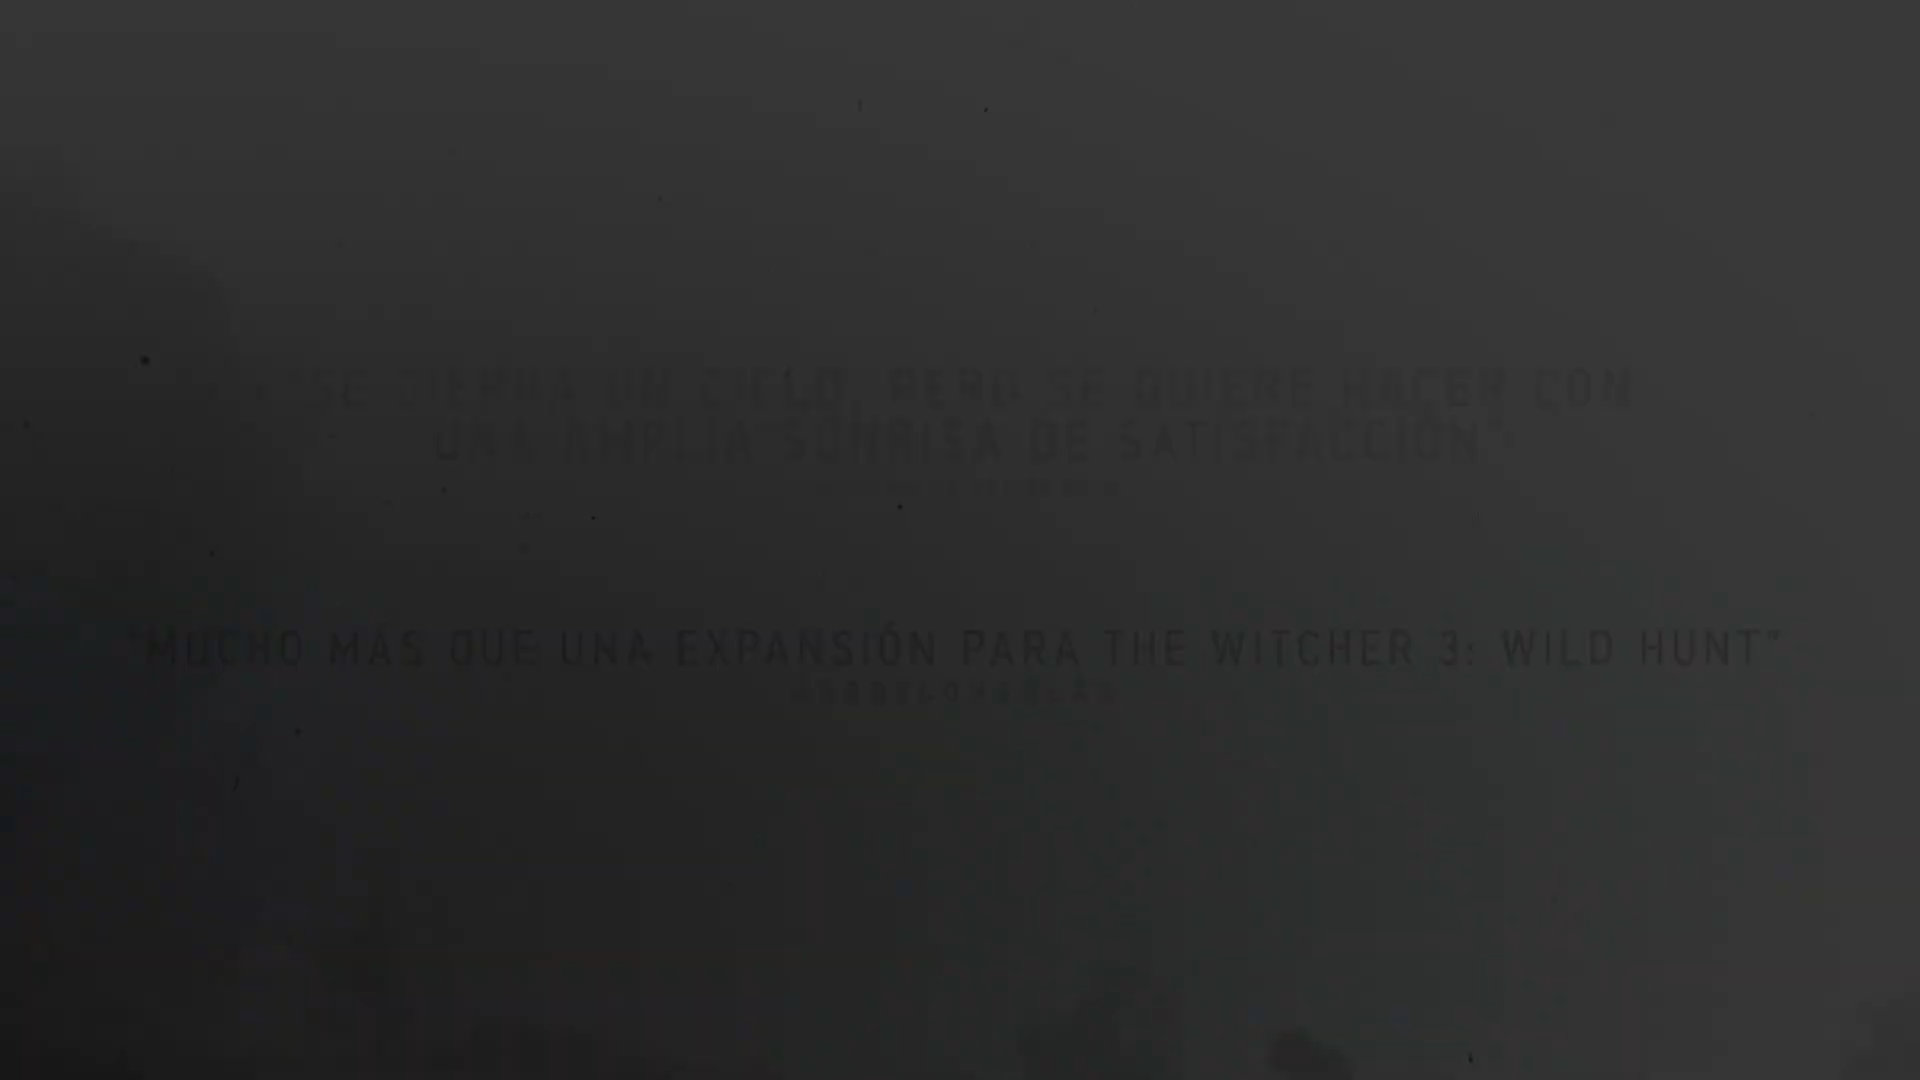 "SE CIERRA UN CICLO, PERO SE QUIERE HACER CON
UNA AMPLIA SONRISA DE SATISFACCIÓN"
"MUCHO MÁS QUE UNA EXPANSIÓN PARA THE WITCHER 3: WILD HUNT"